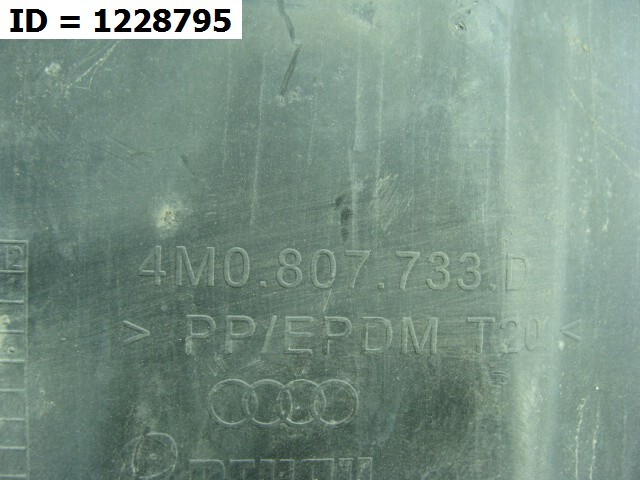 ID = 1228795
4M0.807.733.D
> PP/EPDM T20 <